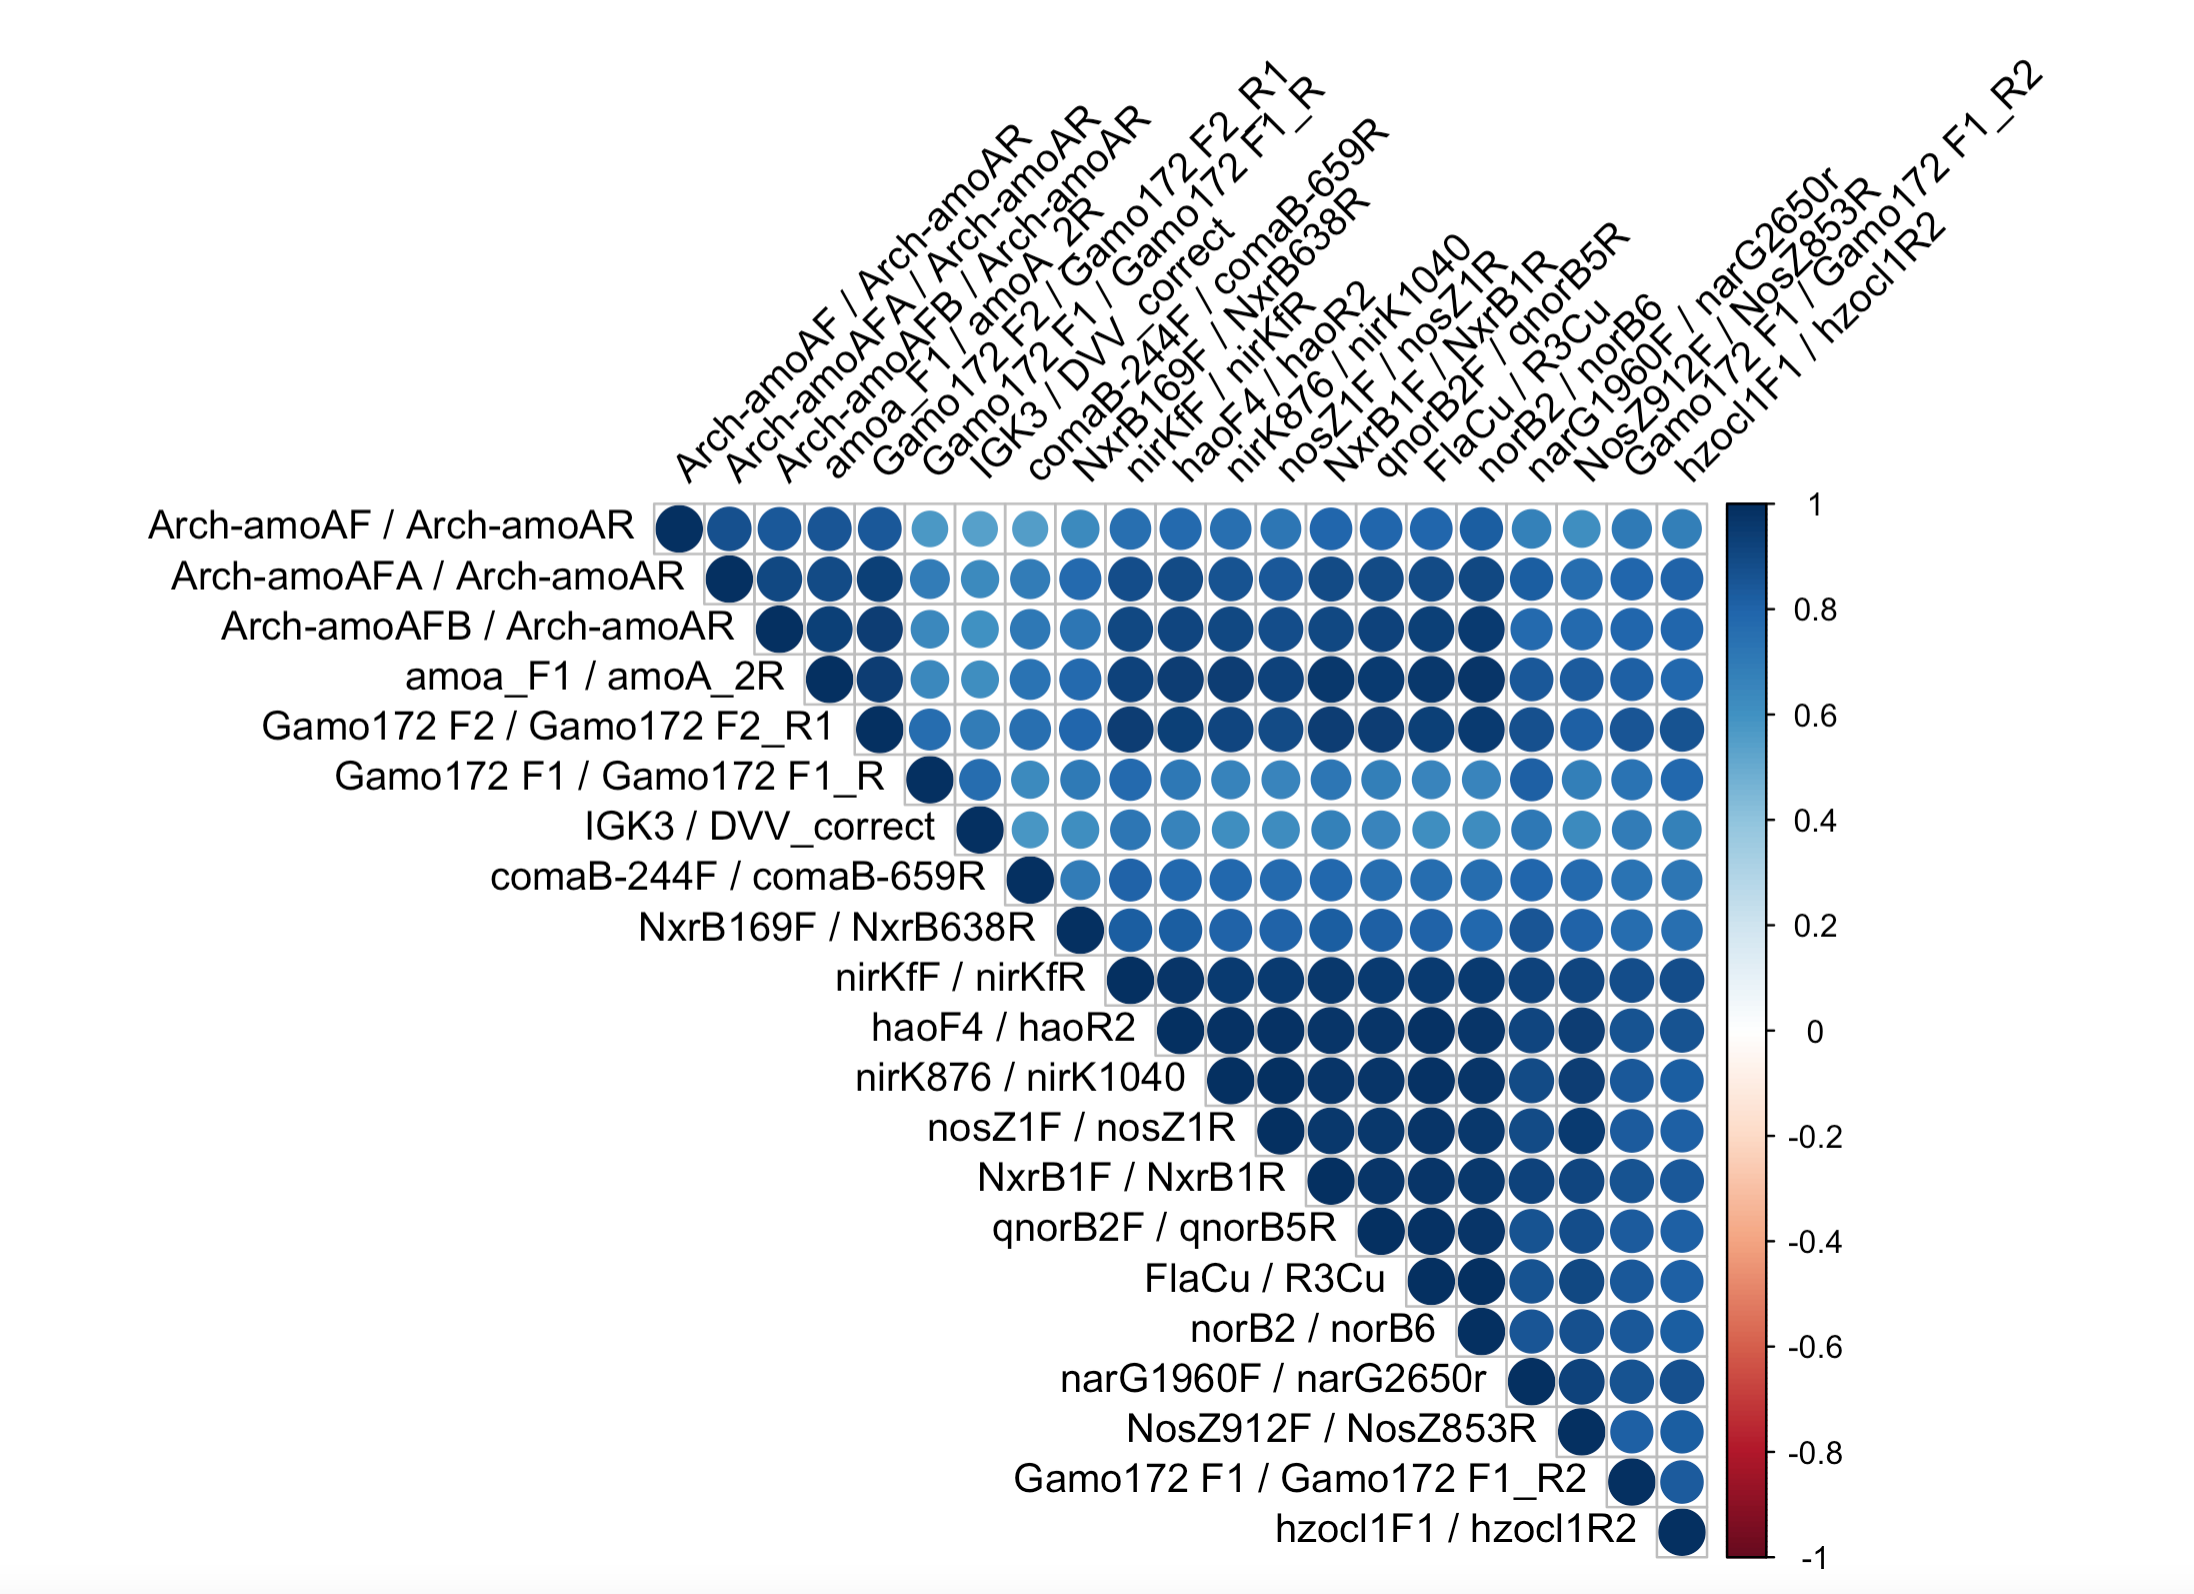 Arch-amoAF / Arch-amoAR
Arch-amoAFA / Arch-amoAR
Arch-amoAFB / Arch-amoAR
amoa_F1 / amoA_2R
Gamo172 F2 / Gamo172 F2_R1
Gamo172 F1 / Gamo172 F1_R
IGK3 / DVV_correct
comaB-244F / comaB-659R
NxrB169F / NxrB638R
nirKfF / nirKfR
haoF4 / haoR2
nirK876 / nirK1040
nosZ1F / nosZ1R
NxrB1F / NxrB1R
qnorB2F / qnorB5R
FlaCu / R3Cu
norB2 / norB6
narG1960F / narG2650r
NosZ912F / NosZ853R
Gamo172 F1 / Gamo172 F1_R2
hzocl1F1 / hzocl1R2
Arch-amoAF / Arch-amoAR
Arch-amoAFA / Arch-amoAR
Arch-amoAFB / Arch-amoAR
amoa_F1 / amoA_2R
Gamo172 F2 / Gamo172 F2_R1
Gamo172 F1 / Gamo172 F1_R
IGK3 / DVV_correct
comaB-244F / comaB-659R
NxrB169F / NxrB638R
nirKfF / nirKfR
haoF4 / haoR2
nirK876 / nirK1040
nosZ1F / nosZ1R
NxrB1F / NxrB1R
qnorB2F / qnorB5R
FlaCu / R3Cu
norB2 / norB6
narG1960F / narG2650r
NosZ912F / NosZ853R
Gamo172 F1 / Gamo172 F1_R2
hzocl1F1 / hzocl1R2
1
0.8
0.6
0.4
0.2
0
-0.2
-0.4
-0.6
-0.8
-1